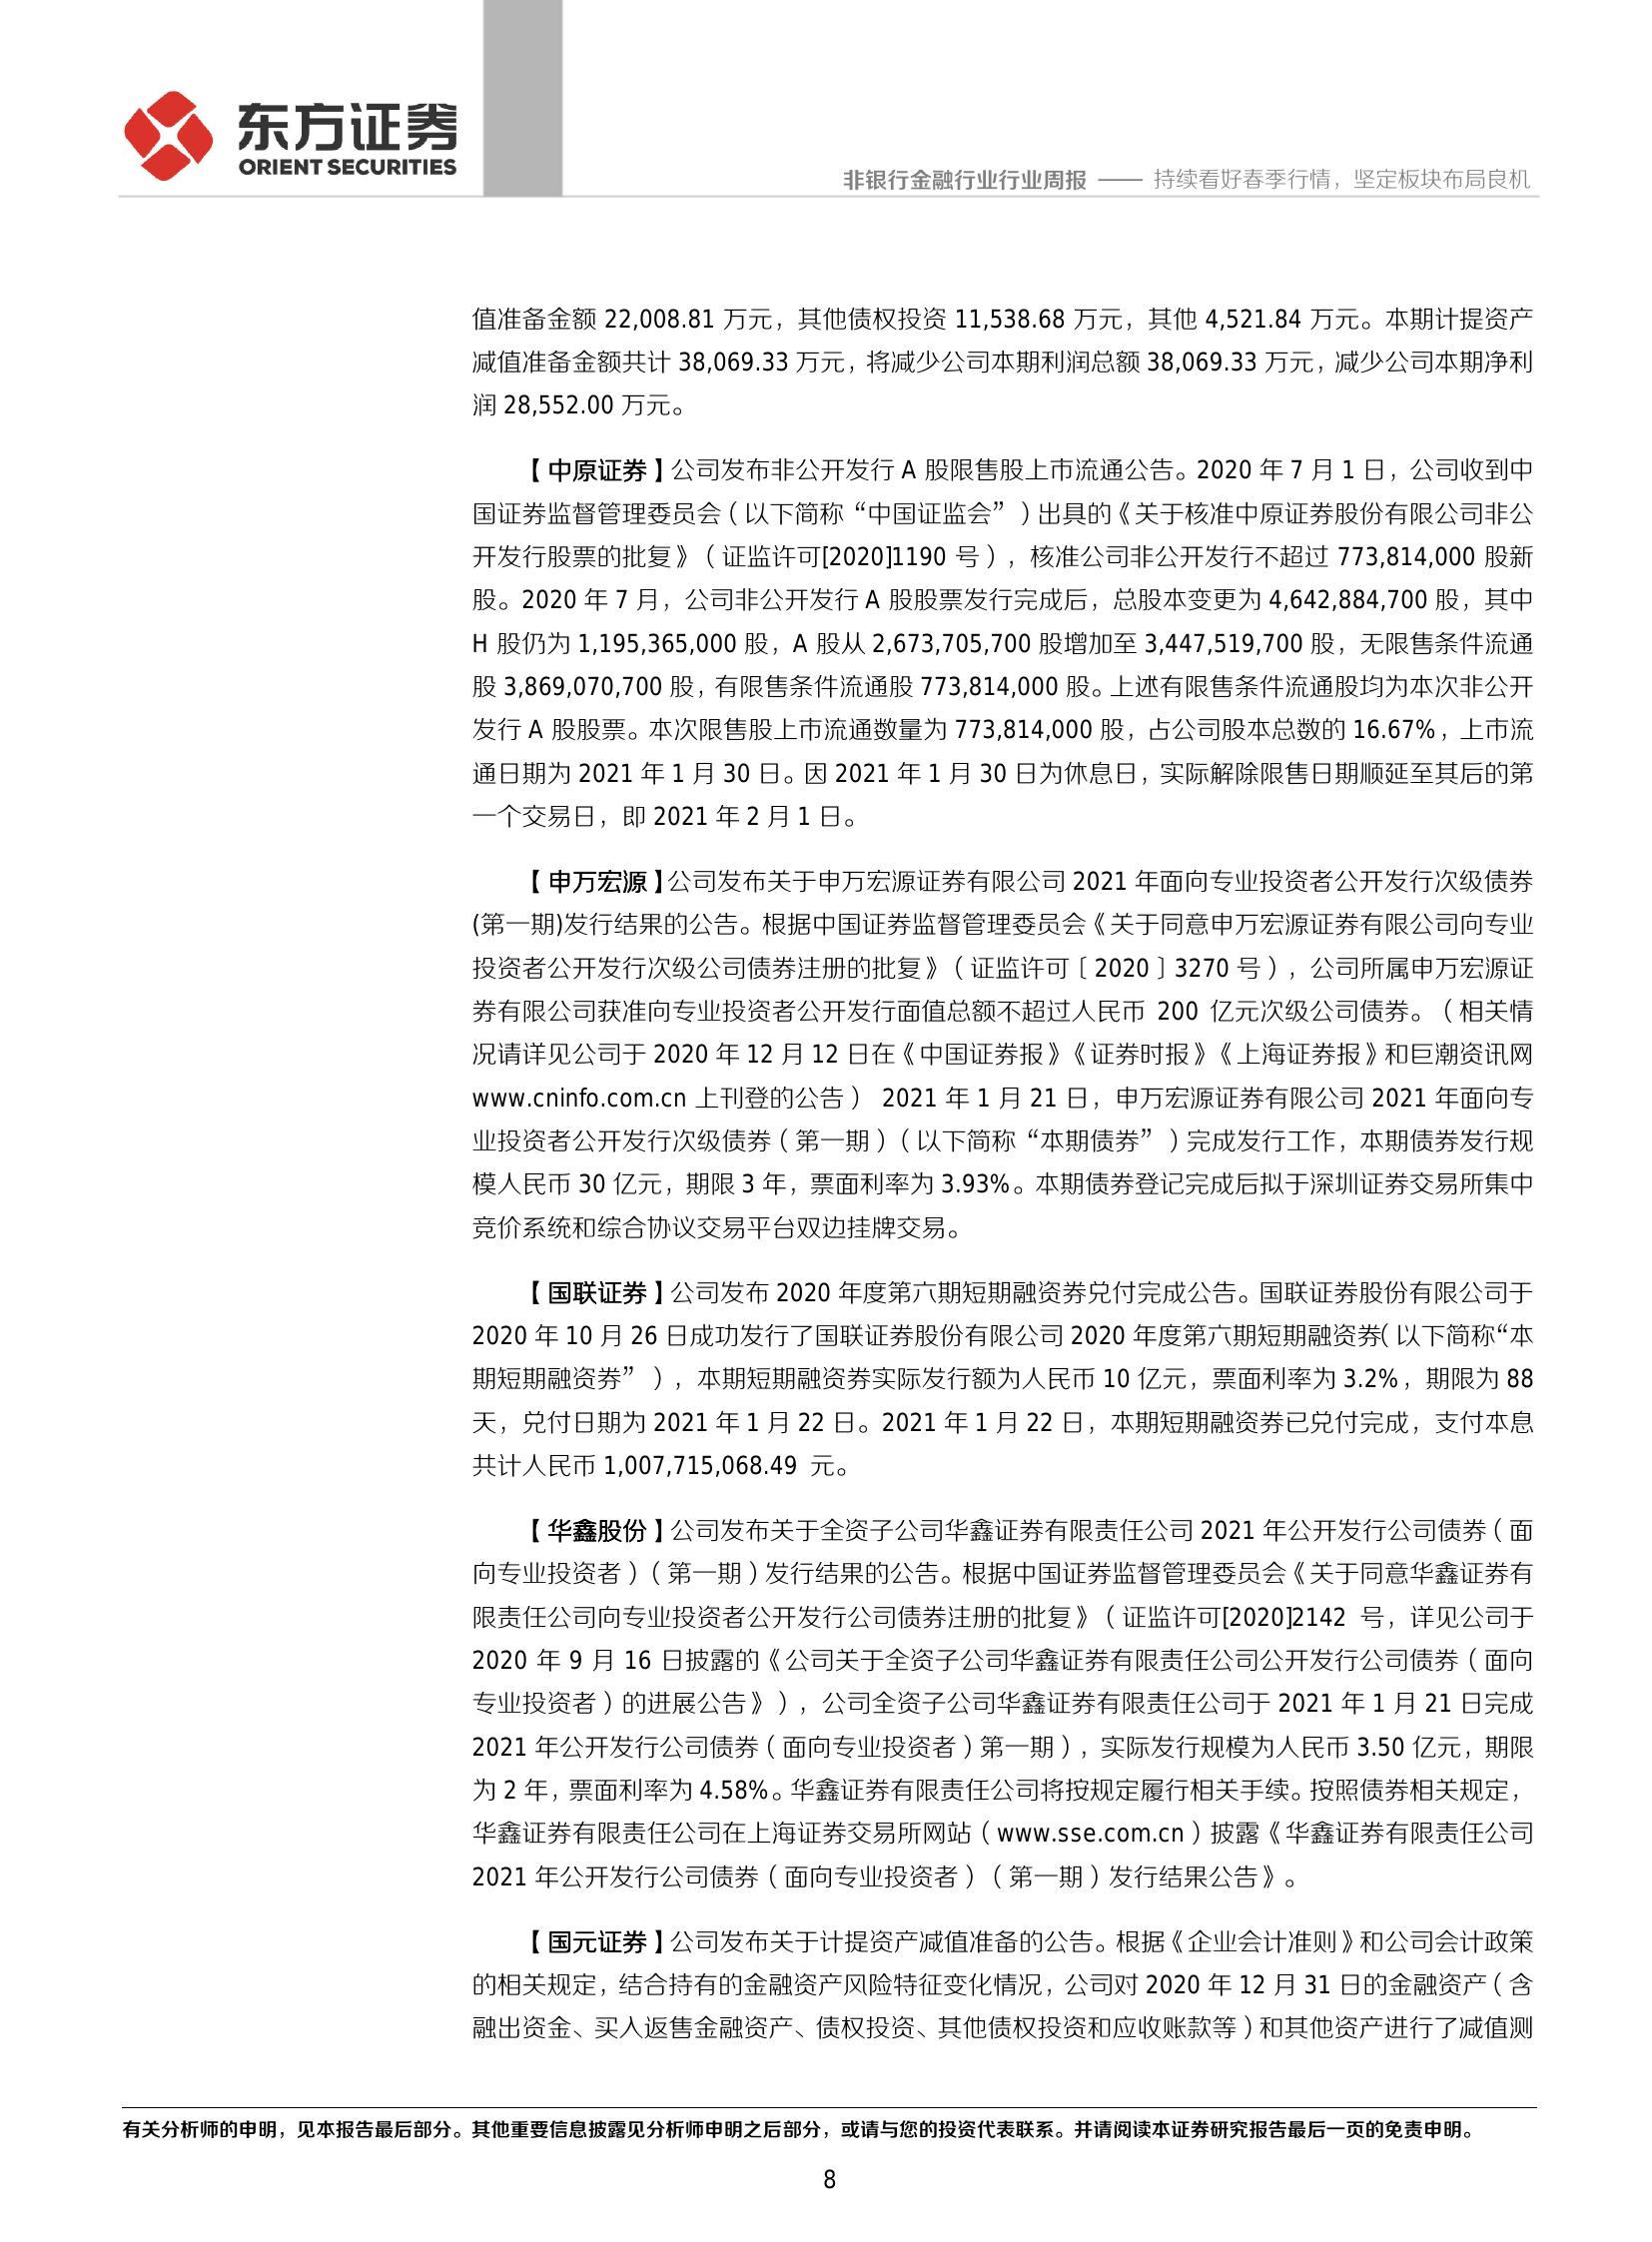 东方证券
ORIENT SECURITIES
非银行金融行业行业周报 —— 持续看好春季行情，坚定板块布局良机
值准备金额 22,008.81 万元，其他债权投资 11,538.68 万元，其他 4,521.84 万元。本期计提资产
减值准备金额共计 38,069.33 万元，将减少公司本期利润总额 38,069.33 万元，减少公司本期净利
润 28,552.00 万元。
【中原证券】公司发布非公开发行 A 股限售股上市流通公告。2020 年 7 月 1 日，公司收到中
国证券监督管理委员会（以下简称“中国证监会”）出具的《关于核准中原证券股份有限公司非公
开发行股票的批复》（证监许可[2020]1190 号），核准公司非公开发行不超过 773,814,000 股新
股。2020 年 7 月，公司非公开发行 A 股股票发行完成后，总股本变更为 4,642,884,700 股，其中
H 股仍为 1,195,365,000 股，A 股从 2,673,705,700 股增加至 3,447,519,700 股，无限售条件流通
股 3,869,070,700 股，有限售条件流通股 773,814,000 股。上述有限售条件流通股均为本次非公开
发行 A 股股票。本次限售股上市流通数量为 773,814,000 股，占公司股本总数的 16.67%，上市流
通日期为 2021 年 1 月 30 日。因 2021 年 1 月 30 日为休息日，实际解除限售日期顺延至其后的第
一个交易日，即 2021 年 2 月 1 日。
【申万宏源】公司发布关于申万宏源证券有限公司 2021 年面向专业投资者公开发行次级债券
(第一期)发行结果的公告。根据中国证券监督管理委员会《关于同意申万宏源证券有限公司向专业
投资者公开发行次级公司债券注册的批复》（证监许可〔2020〕3270 号），公司所属申万宏源证
券有限公司获准向专业投资者公开发行面值总额不超过人民币 200 亿元次级公司债券。（相关情
况请详见公司于 2020 年 12 月 12 日在《中国证券报》《证券时报》《上海证券报》和巨潮资讯网
www.cninfo.com.cn 上刊登的公告） 2021 年 1 月 21 日，申万宏源证券有限公司 2021 年面向专
业投资者公开发行次级债券（第一期）（以下简称“本期债券”）完成发行工作，本期债券发行规
模人民币 30 亿元，期限 3 年，票面利率为 3.93%。本期债券登记完成后拟于深圳证券交易所集中
竞价系统和综合协议交易平台双边挂牌交易。
【国联证券】公司发布 2020 年度第六期短期融资券兑付完成公告。国联证券股份有限公司于
2020 年 10 月 26 日成功发行了国联证券股份有限公司 2020 年度第六期短期融资券（以下简称“本
期短期融资券”），本期短期融资券实际发行额为人民币 10 亿元，票面利率为 3.2%，期限为 88
天，兑付日期为 2021 年 1 月 22 日。2021 年 1 月 22 日，本期短期融资券已兑付完成，支付本息
共计人民币 1,007,715,068.49 元。
【华鑫股份】公司发布关于全资子公司华鑫证券有限责任公司 2021 年公开发行公司债券（面
向专业投资者）（第一期）发行结果的公告。根据中国证券监督管理委员会《关于同意华鑫证券有
限责任公司向专业投资者公开发行公司债券注册的批复》（证监许可[2020]2142 号，详见公司于
2020 年 9 月 16 日披露的《公司关于全资子公司华鑫证券有限责任公司公开发行公司债券（面向
专业投资者）的进展公告》），公司全资子公司华鑫证券有限责任公司于 2021 年 1 月 21 日完成
2021 年公开发行公司债券（面向专业投资者）第一期），实际发行规模为人民币 3.50 亿元，期限
为 2 年，票面利率为 4.58%。华鑫证券有限责任公司将按规定履行相关手续。按照债券相关规定，
华鑫证券有限责任公司在上海证券交易所网站（www.sse.com.cn）披露《华鑫证券有限责任公司
2021 年公开发行公司债券（面向专业投资者）（第一期）发行结果公告》。
【国元证券】公司发布关于计提资产减值准备的公告。根据《企业会计准则》和公司会计政策
的相关规定，结合持有的金融资产风险特征变化情况，公司对 2020 年 12 月 31 日的金融资产（含
融出资金、买入返售金融资产、债权投资、其他债权投资和应收账款等）和其他资产进行了减值测
有关分析师的申明，见本报告最后部分。其他重要信息披露见分析师申明之后部分，或请与您的投资代表联系。并请阅读本证券研究报告最后一页的免责申明。
8